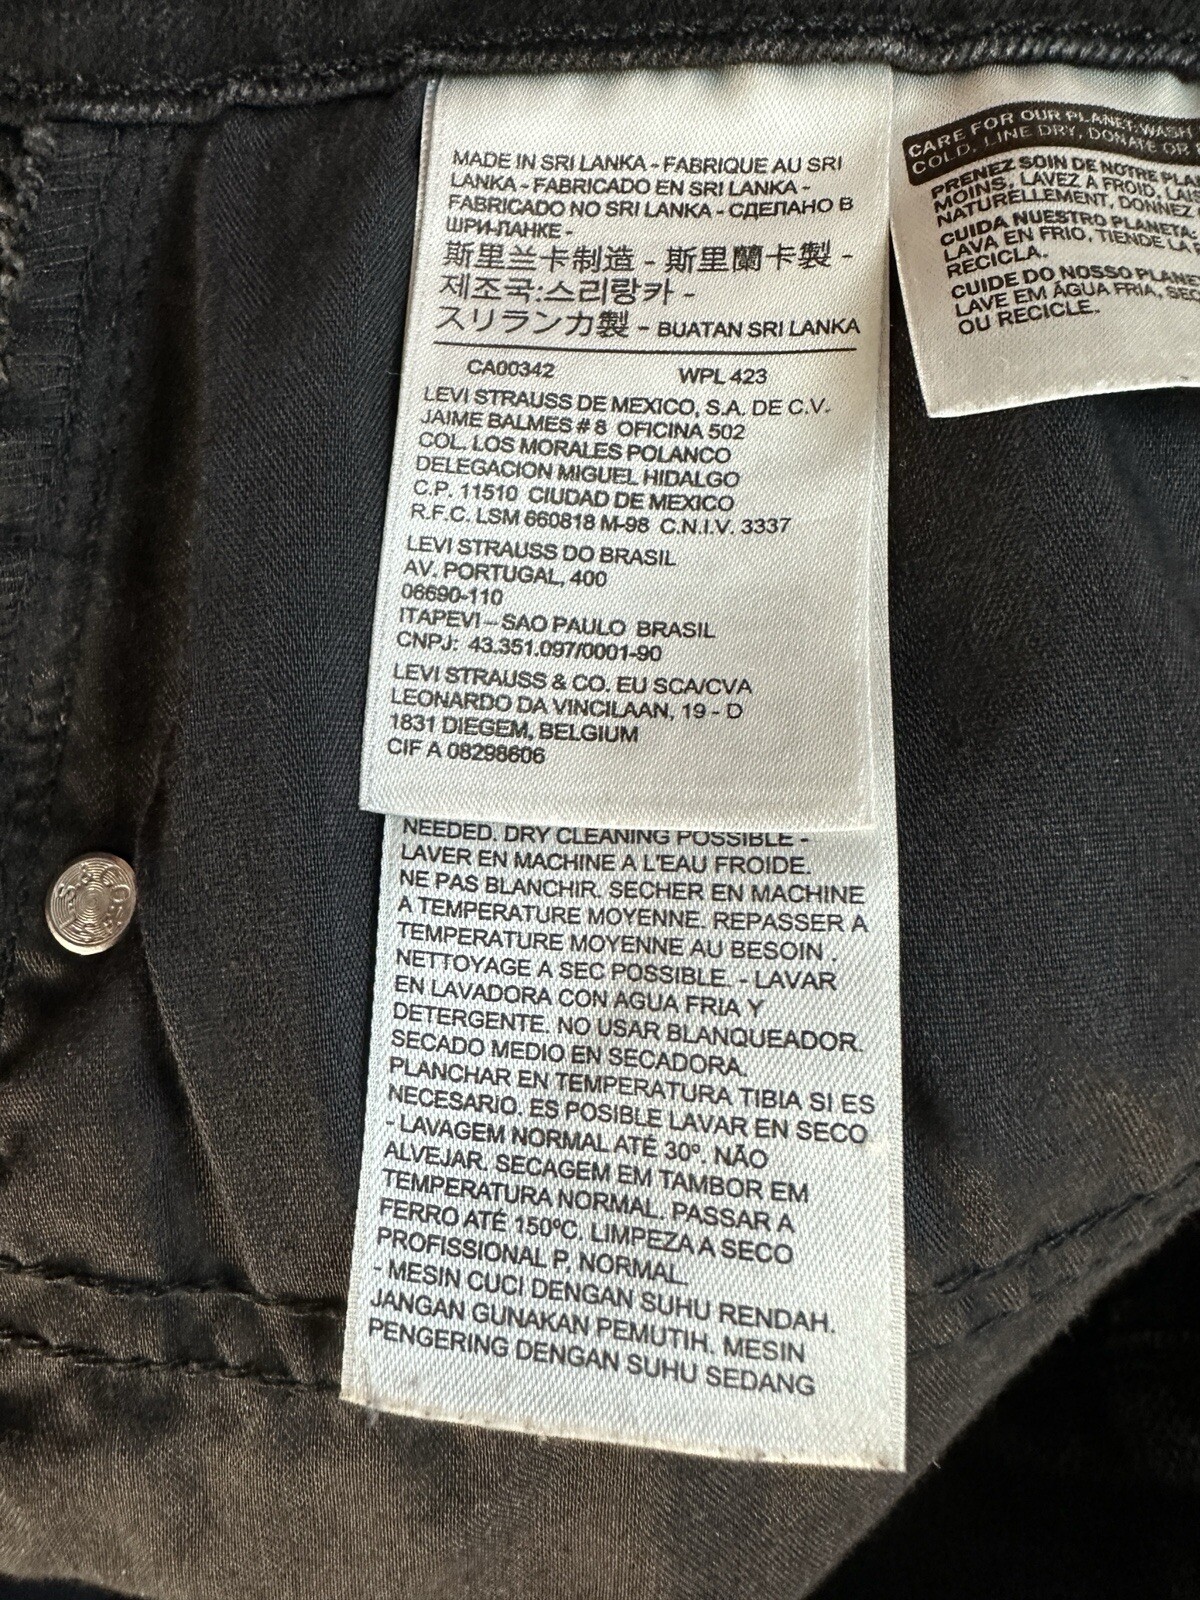 MADE IN SRI LANKA - FABRIQUE AU SRI
LANKA - FABRICADO EN SRI LANKA -
FABRICADO NO SRI LANKA - СДЕЛАНО В
ШРИ-ЛАНКЕ -
斯里兰卡制造 - 斯里蘭卡製 -
제조국:스리랑카 -
スリランカ製 - BUATAN SRI LANKA
CA00342 WPL 423
LEVI STRAUSS DE MEXICO, S.A. DE C.V.
JAIME BALMES # 8 OFICINA 502
COL. LOS MORALES POLANCO
DELEGACION MIGUEL HIDALGO
C.P. 11510 CIUDAD DE MEXICO
R.F.C. LSM 660818 M-98 C.N.I.V. 3337
LEVI STRAUSS DO BRASIL
AV. PORTUGAL, 400
06690-110
ITAPEVI - SAO PAULO BRASIL
CNPJ: 43.351.097/0001-90
LEVI STRAUSS & CO. EU SCA/CVA
LEONARDO DA VINCILAAN, 19 - D
1831 DIEGEM, BELGIUM
CIF A 08298606
NEEDED. DRY CLEANING POSSIBLE -
LAVER EN MACHINE A L'EAU FROIDE.
NE PAS BLANCHIR. SECHER EN MACHINE
A TEMPERATURE MOYENNE. REPASSER A
TEMPERATURE MOYENNE AU BESOIN .
NETTOYAGE A SEC POSSIBLE. - LAVAR
EN LAVADORA CON AGUA FRIA Y
DETERGENTE. NO USAR BLANQUEADOR.
SECADO MEDIO EN SECADORA.
PLANCHAR EN TEMPERATURA TIBIA SI ES
NECESARIO. ES POSIBLE LAVAR EN SECO
- LAVAGEM NORMAL ATÉ 30º. NÃO
ALVEJAR. SECAGEM EM TAMBOR EM
TEMPERATURA NORMAL. PASSAR A
FERRO ATÉ 150ºC. LIMPEZA A SECO
PROFISSIONAL P, NORMAL.
- MESIN CUCI DENGAN SUHU RENDAH.
JANGAN GUNAKAN PEMUTIH. MESIN
PENGERING DENGAN SUHU SEDANG
CARE FOR OUR PLANET: WASH
COLD, LINE DRY, DONATE OR
PRENEZ SOIN DE NOTRE
MOINS, LAVEZ À FROID,
NATURELLEMENT, DONNEZ
CUIDA NUESTRO PLANETA:
LAVA EN FRIO, TIENDE LA
RECICLA.
CUIDE DO NOSSO
LAVE EM ÁGUA FRIA,
OU RECICLE.